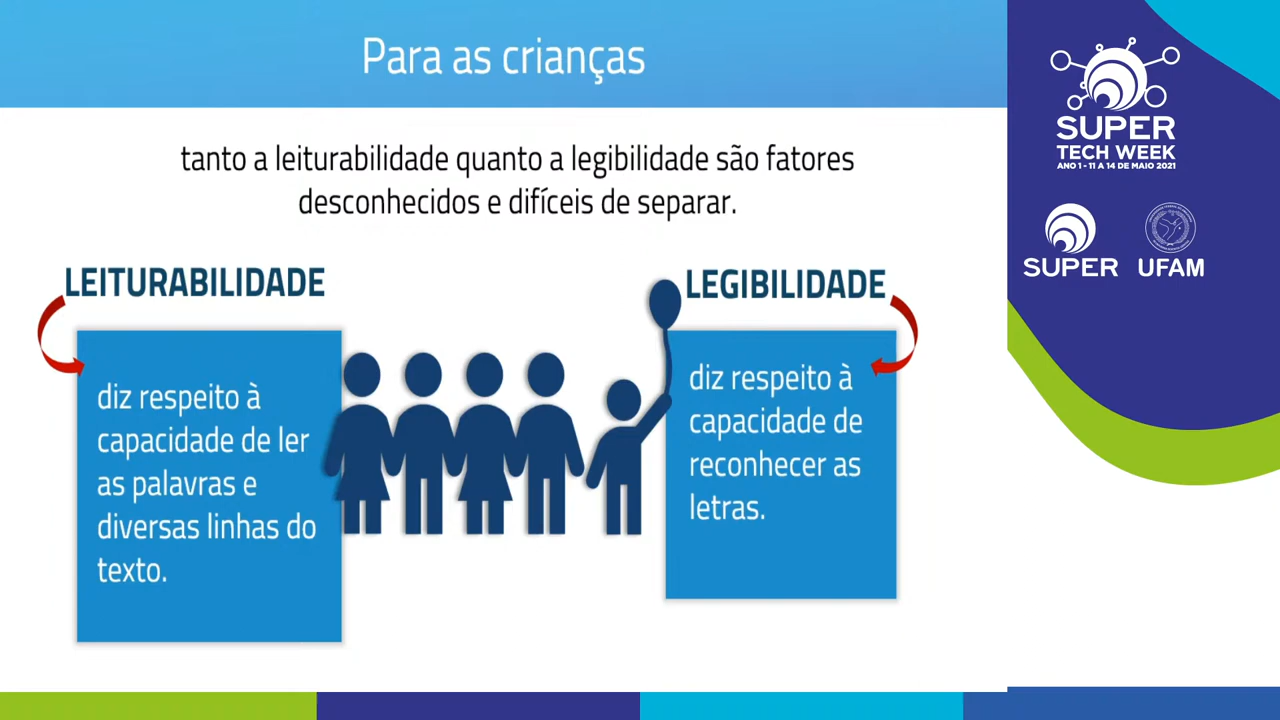 Para as crianças
tanto a leiturabilidade quanto a legibilidade são fatores
desconhecidos e difíceis de separar.
LEITURABILIDADE
diz respeito à
capacidade de ler
as palavras e
diversas linhas do
texto.
LEGIBILIDADE
diz respeito à
capacidade de
reconhecer as
letras.
SUPER
TECH WEEK
ANO 1 - 11 A 14 DE MAIO 2021
SUPER
UFAM